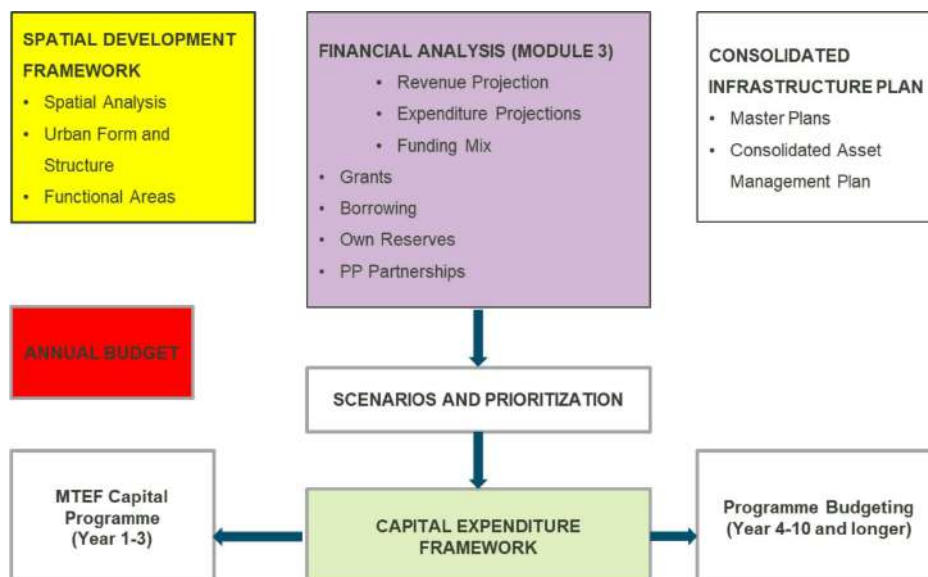 SPATIAL DEVELOPMENT
FRAMEWORK
• Spatial Analysis
• Urban Form and
Structure
• Functional Areas
FINANCIAL ANALYSIS (MODULE 3)
• Revenue Projection
• Expenditure Projections
• Funding Mix
• Grants
• Borrowing
• Own Reserves
• PP Partnerships
CONSOLIDATED
INFRASTRUCTURE PLAN
• Master Plans
• Consolidated Asset
Management Plan
ANNUAL BUDGET
SCENARIOS AND PRIORITIZATION
MTEF Capital
Programme
(Year 1-3)
CAPITAL EXPENDITURE
FRAMEWORK
Programme Budgeting
(Year 4-10 and longer)